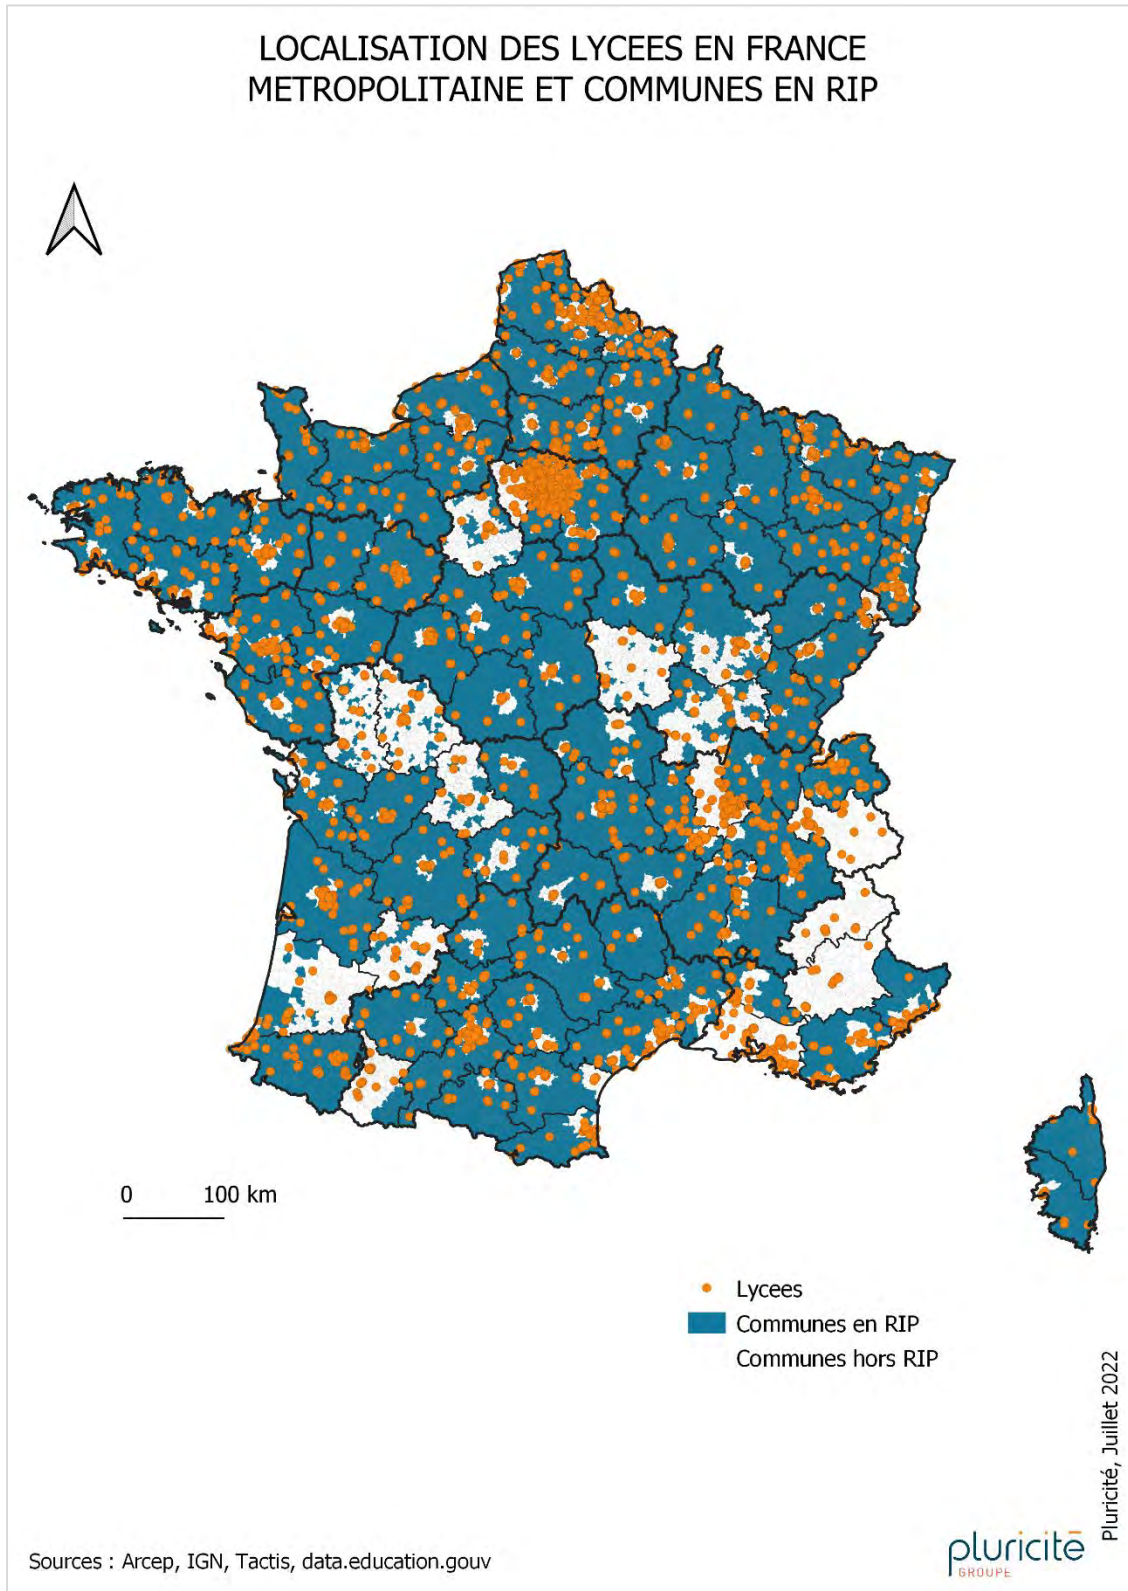 LOCALISATION DES LYCEES EN FRANCE
METROPOLITAINE ET COMMUNES EN RIP
0 100 km
Lycees
Communes en RIP
Communes hors RIP
Pluricité, Juillet 2022
Sources : Arcep, IGN, Tactis, data.education.gouv
pluricité
GROUPE